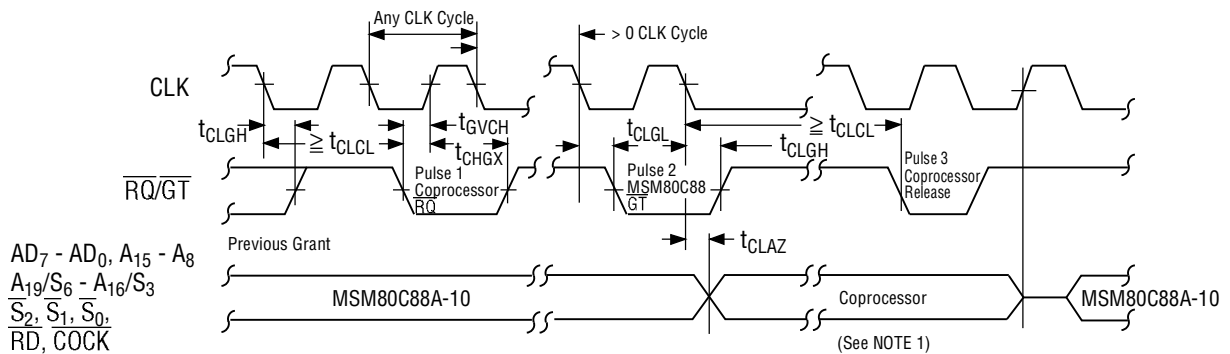 Any CLK Cycle
> 0 CLK Cycle
CLK
tCLGH
≧ tCLCL
tGVCH
tCHGX
tCLGL
≧ tCLCL
tCLGH
RQ/GT
Pulse 1
Coprocessor
RQ
Pulse 2
MSM80C88
GT
Pulse 3
Coprocessor
Release
Previous Grant
tCLAZ
AD7 - AD0, A15 - A8
A19/S6 - A16/S3
S2, S1, S0,
RD, COCK
MSM80C88A-10
Coprocessor
MSM80C88A-10
(See NOTE 1)